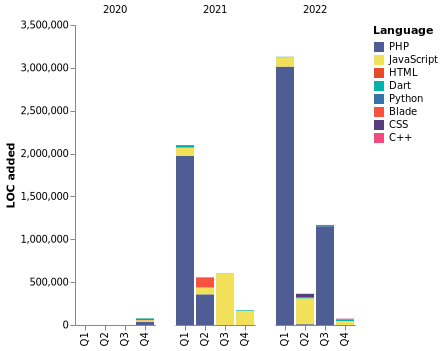 2020 2021 2022
Language
PHP
JavaScript
HTML
Dart
Python
Blade
CSS
C++
LOC added
3,500,000
3,000,000
2,500,000
2,000,000
1,500,000
1,000,000
500,000
0
Q1 Q2 Q3 Q4 Q1 Q2 Q3 Q4 Q1 Q2 Q3 Q4